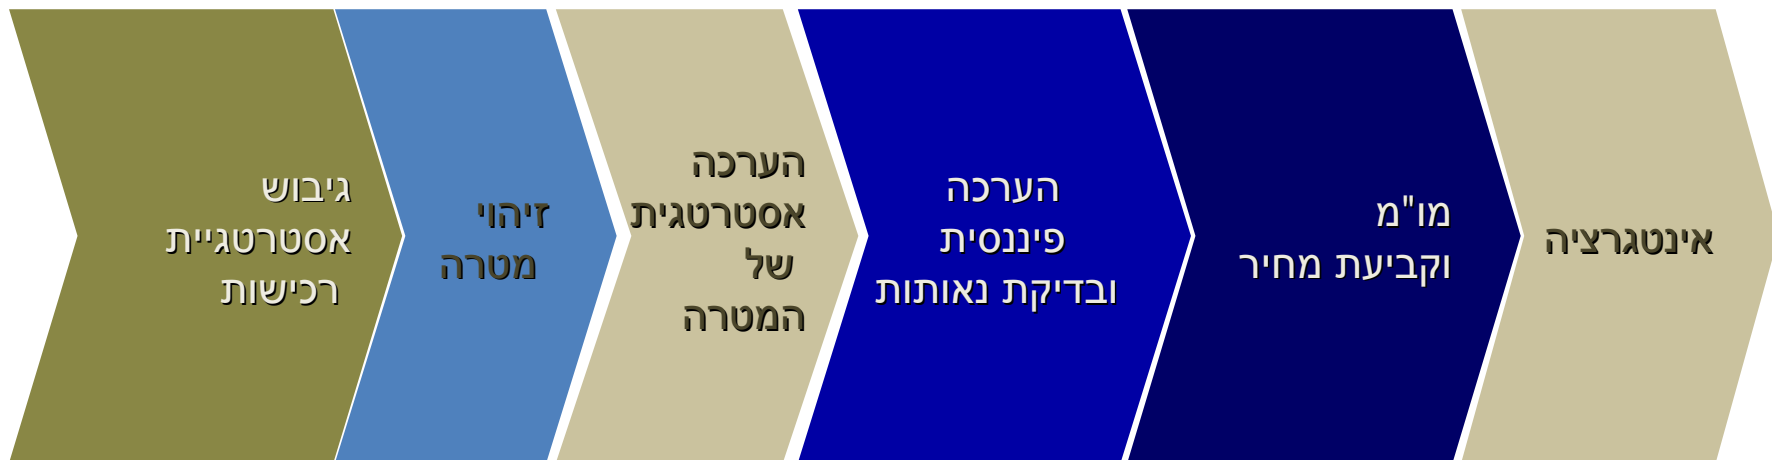 גיבוש
אסטרטגיית
רכישות
זיהוי
מטרה
הערכה
אסטרטגית
של
המטרה
הערכה
פיננסית
ובדיקת נאותות
מו"מ
וקביעת מחיר
אינטגרציה